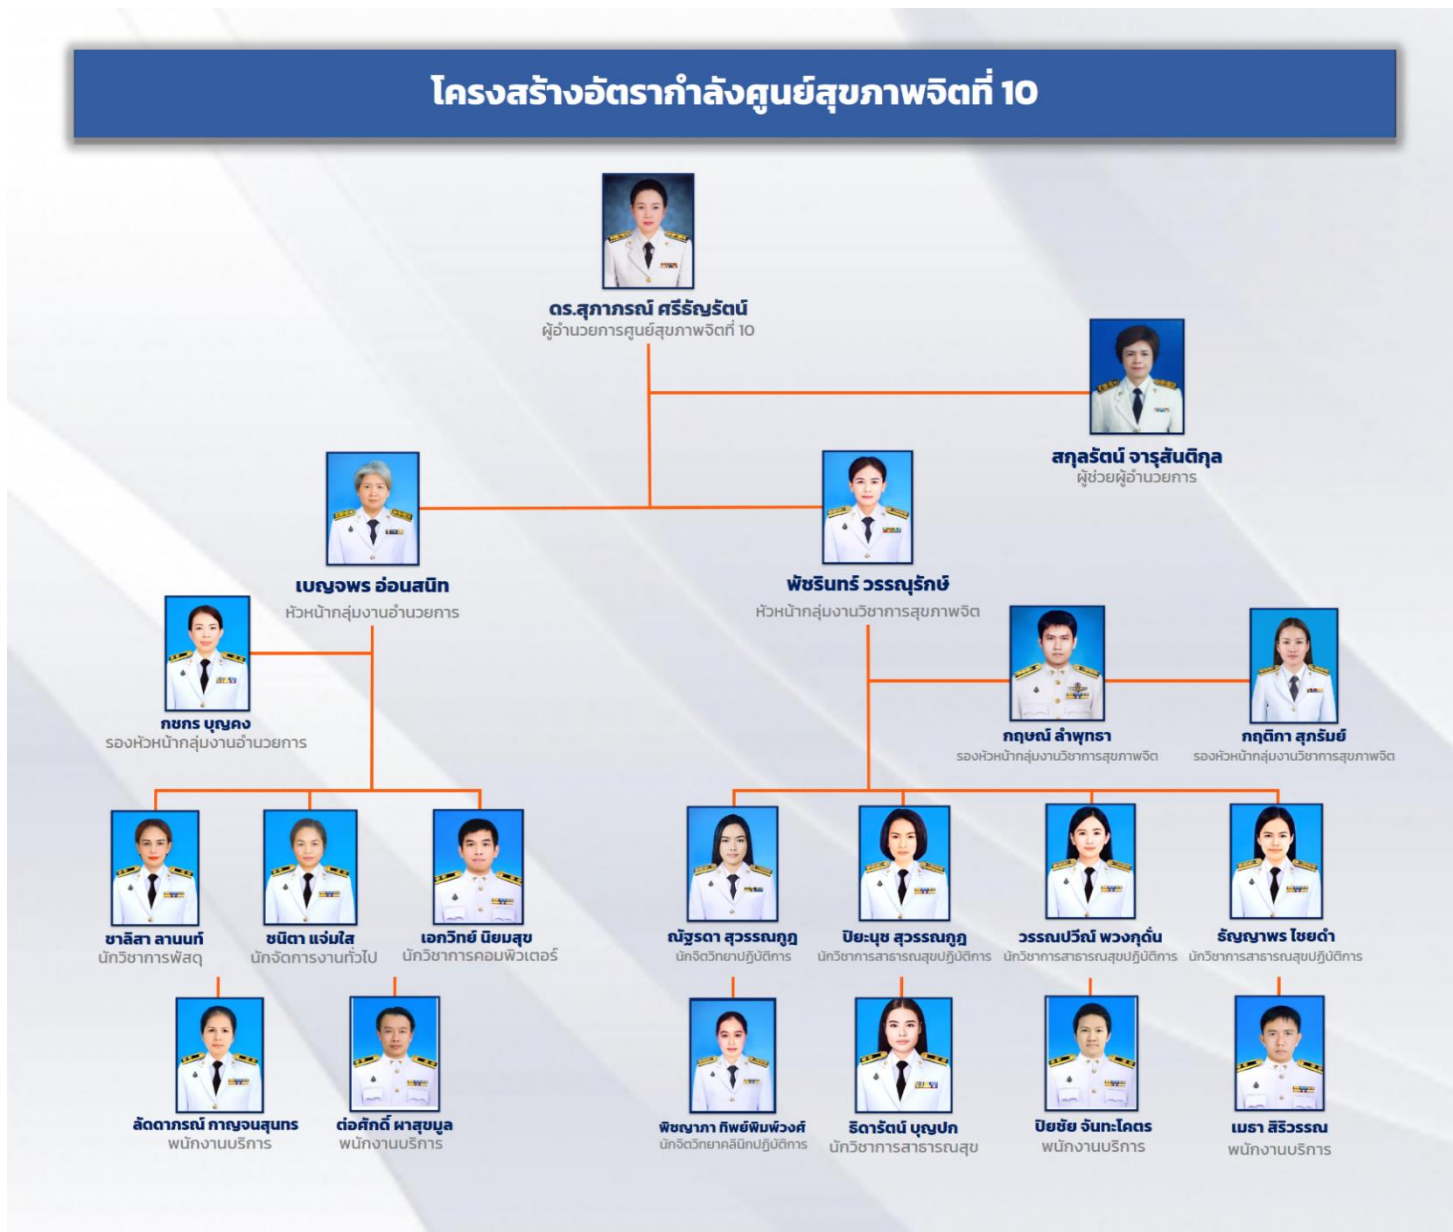 โครงสร้างอัตรากำลังศูนย์สุขภาพจิตที่ 10
ดร.สุภาภรณ์ ศรีธัญรัตน์
ผู้อำนวยการศูนย์สุขภาพจิตที่ 10
สกุลรัตน์ จารุสันติกุล
ผู้ช่วยผู้อำนวยการ
เบญจพร อ่อนสนิท
หัวหน้ากลุ่มงานอำนวยการ
พัชรินทร์ วรรณุรักษ์
หัวหน้ากลุ่มงานวิชาการสุขภาพจิต
กชกร บุญคง
รองหัวหน้ากลุ่มงานอำนวยการ
กฤษณ์ ลำพุทธา
รองหัวหน้ากลุ่มงานวิชาการสุขภาพจิต
กฤติกา สุภรัมย์
รองหัวหน้ากลุ่มงานวิชาการสุขภาพจิต
ชาลิสา ลานนท์
นักวิชาการพัสดุ
ชนิตา แจ่มใส
นักจัดการงานทั่วไป
เอกวิทย์ นิยมสุข
นักวิชาการคอมพิวเตอร์
ณัฐรดา สุวรรณกูฏ
นักจิตวิทยาปฏิบัติการ
ปิยะนุช สุวรรณกูฏ
นักวิชาการสาธารณสุขปฏิบัติการ
วรรณปวีณ์ พวงกุดั่น
นักวิชาการสาธารณสุขปฏิบัติการ
ธัญญาพร ไชยดำ
นักวิชาการสาธารณสุขปฏิบัติการ
ลัดดาภรณ์ กาญจนสุนทร
พนักงานบริการ
ต่อศักดิ์ ผาสุขมูล
พนักงานบริการ
พิชญาภา ทิพย์พิมพ์วงศ์
นักจิตวิทยาคลินิกปฏิบัติการ
ธิดารัตน์ บุญปก
นักวิชาการสาธารณสุข
ปิยชัย จันทะโคตร
พนักงานบริการ
เมธา สิริวรรณ
พนักงานบริการ